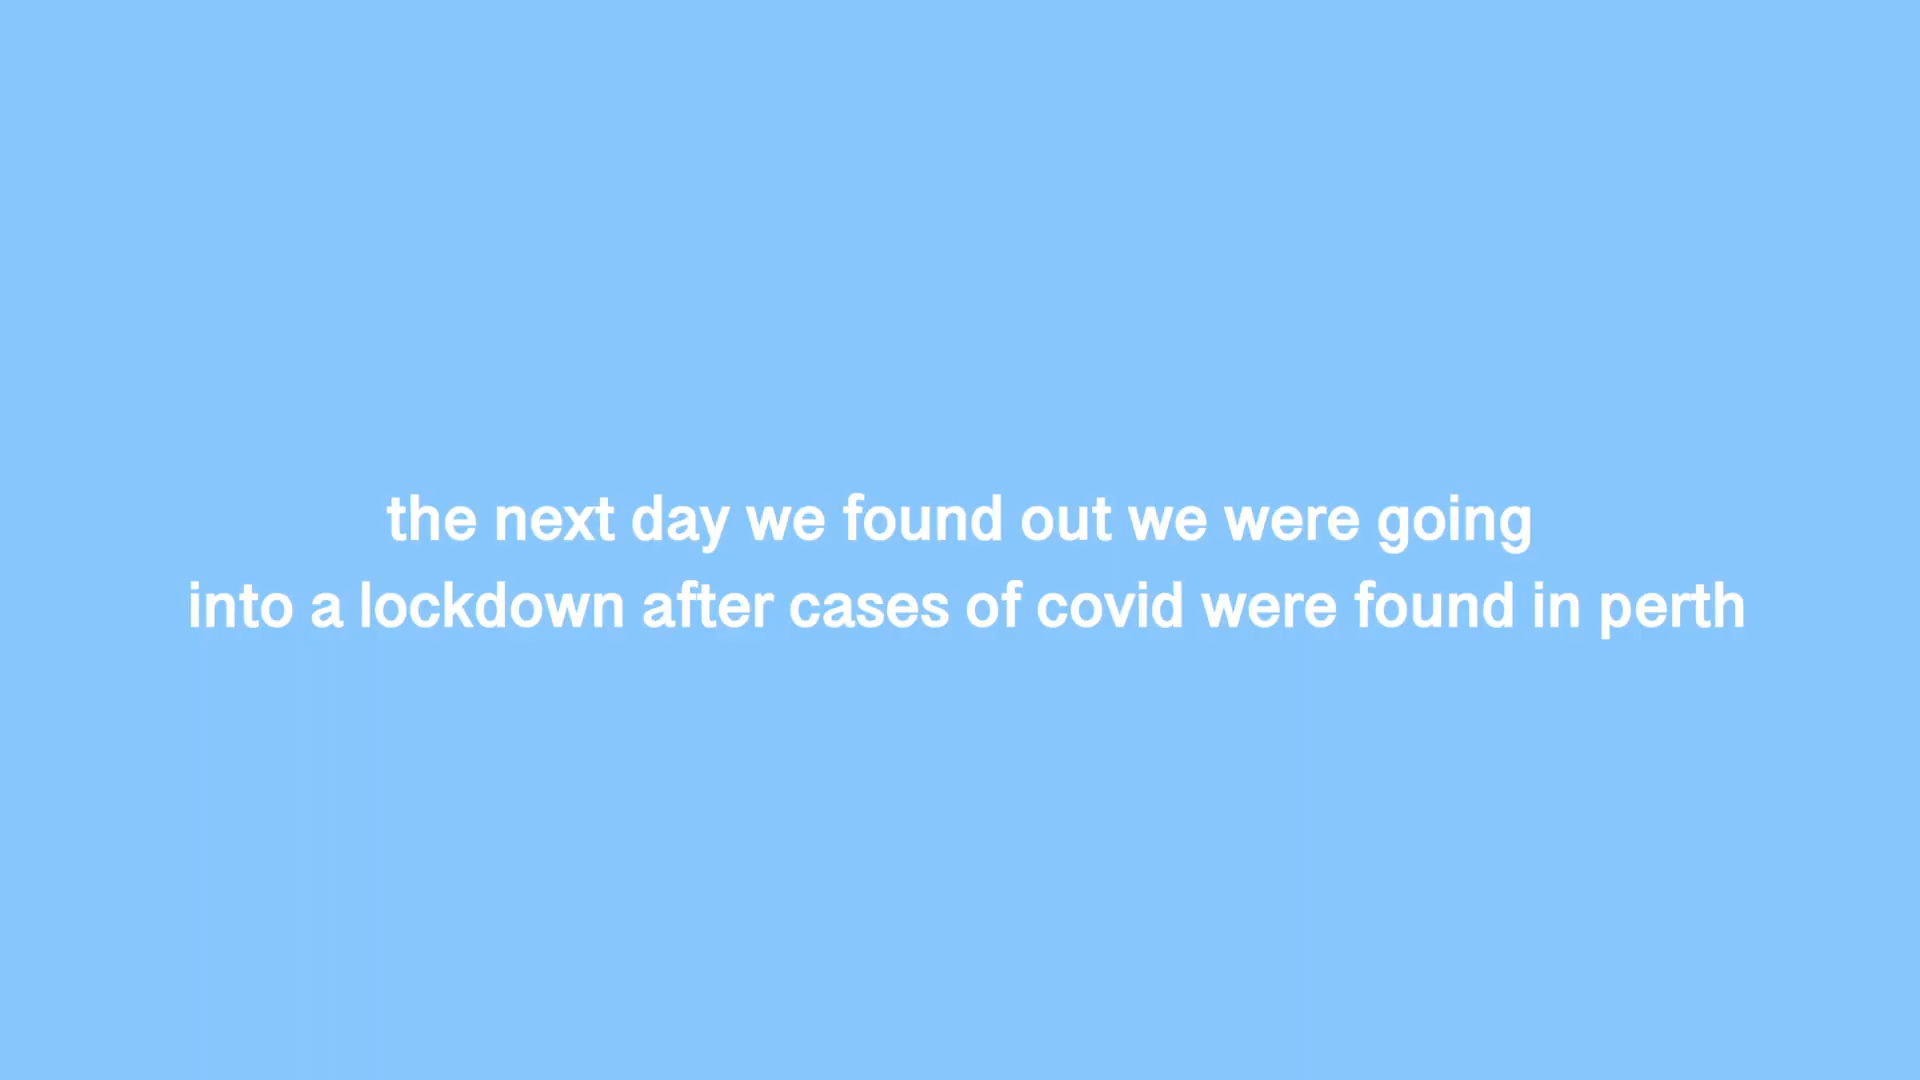 the next day we found out we were going
into a lockdown after cases of covid were found in perth